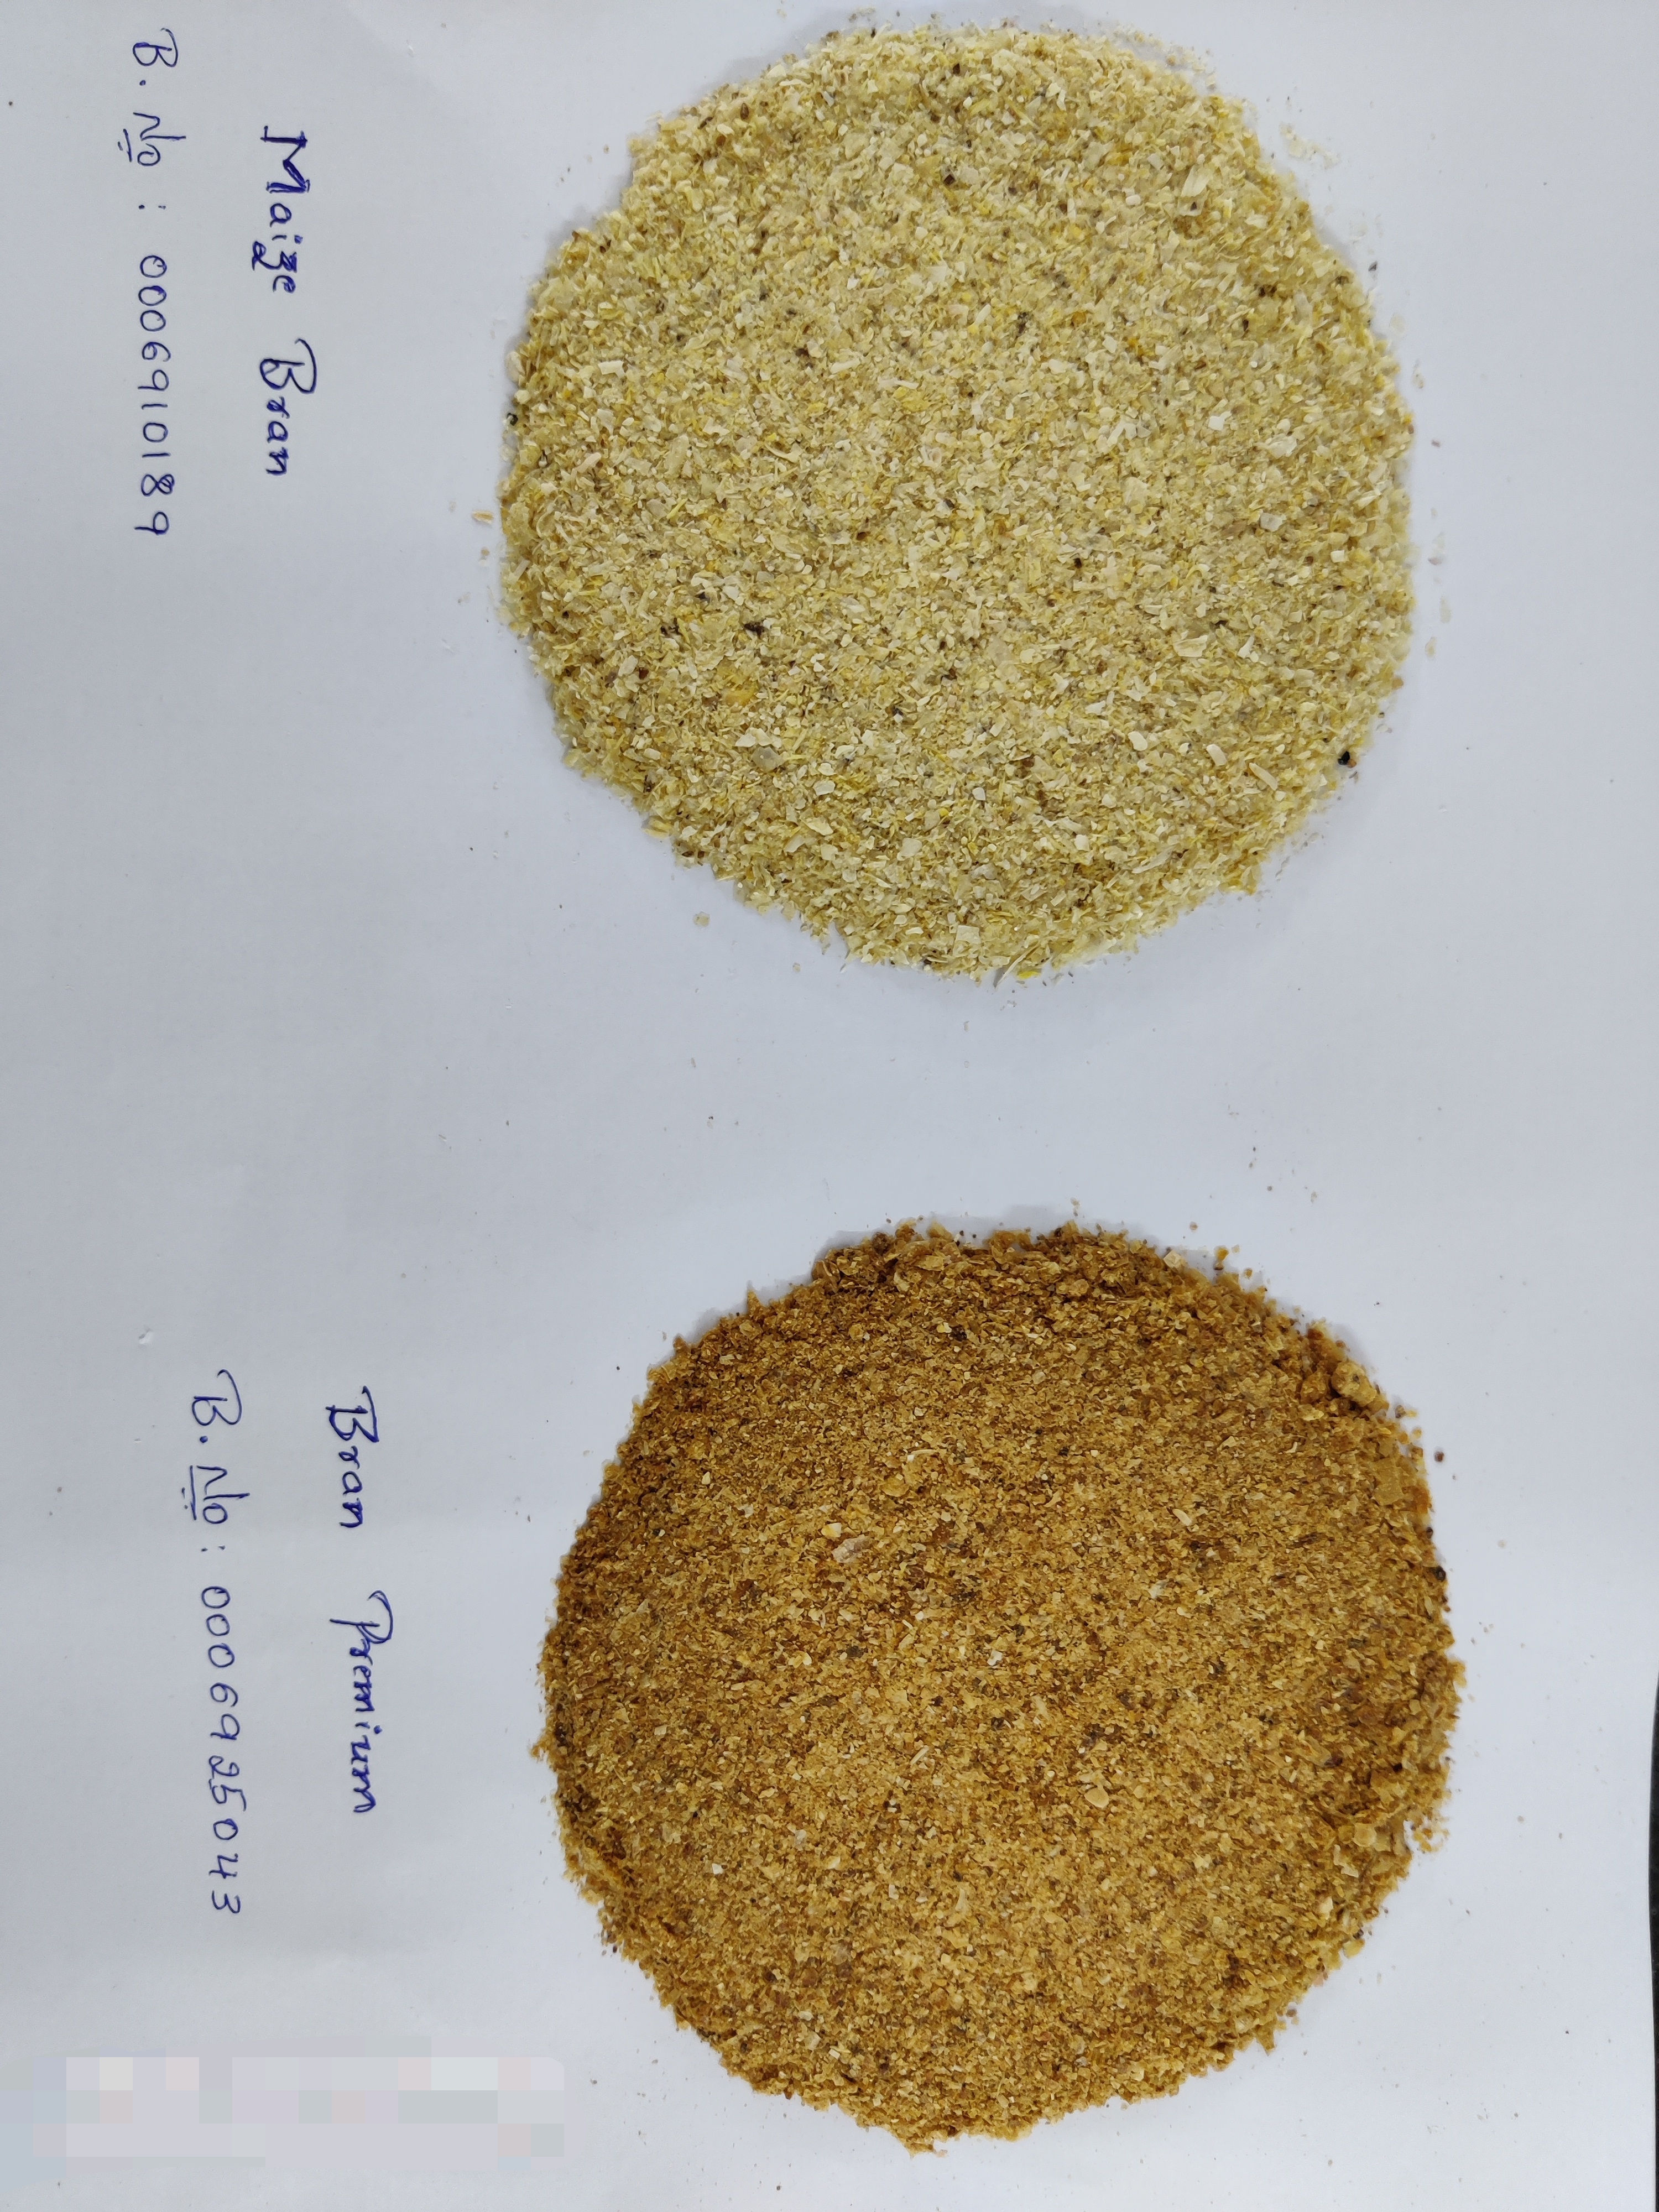 Maize Bran
B. No : 0006910189
Bran Premium
B. No : 0006925043